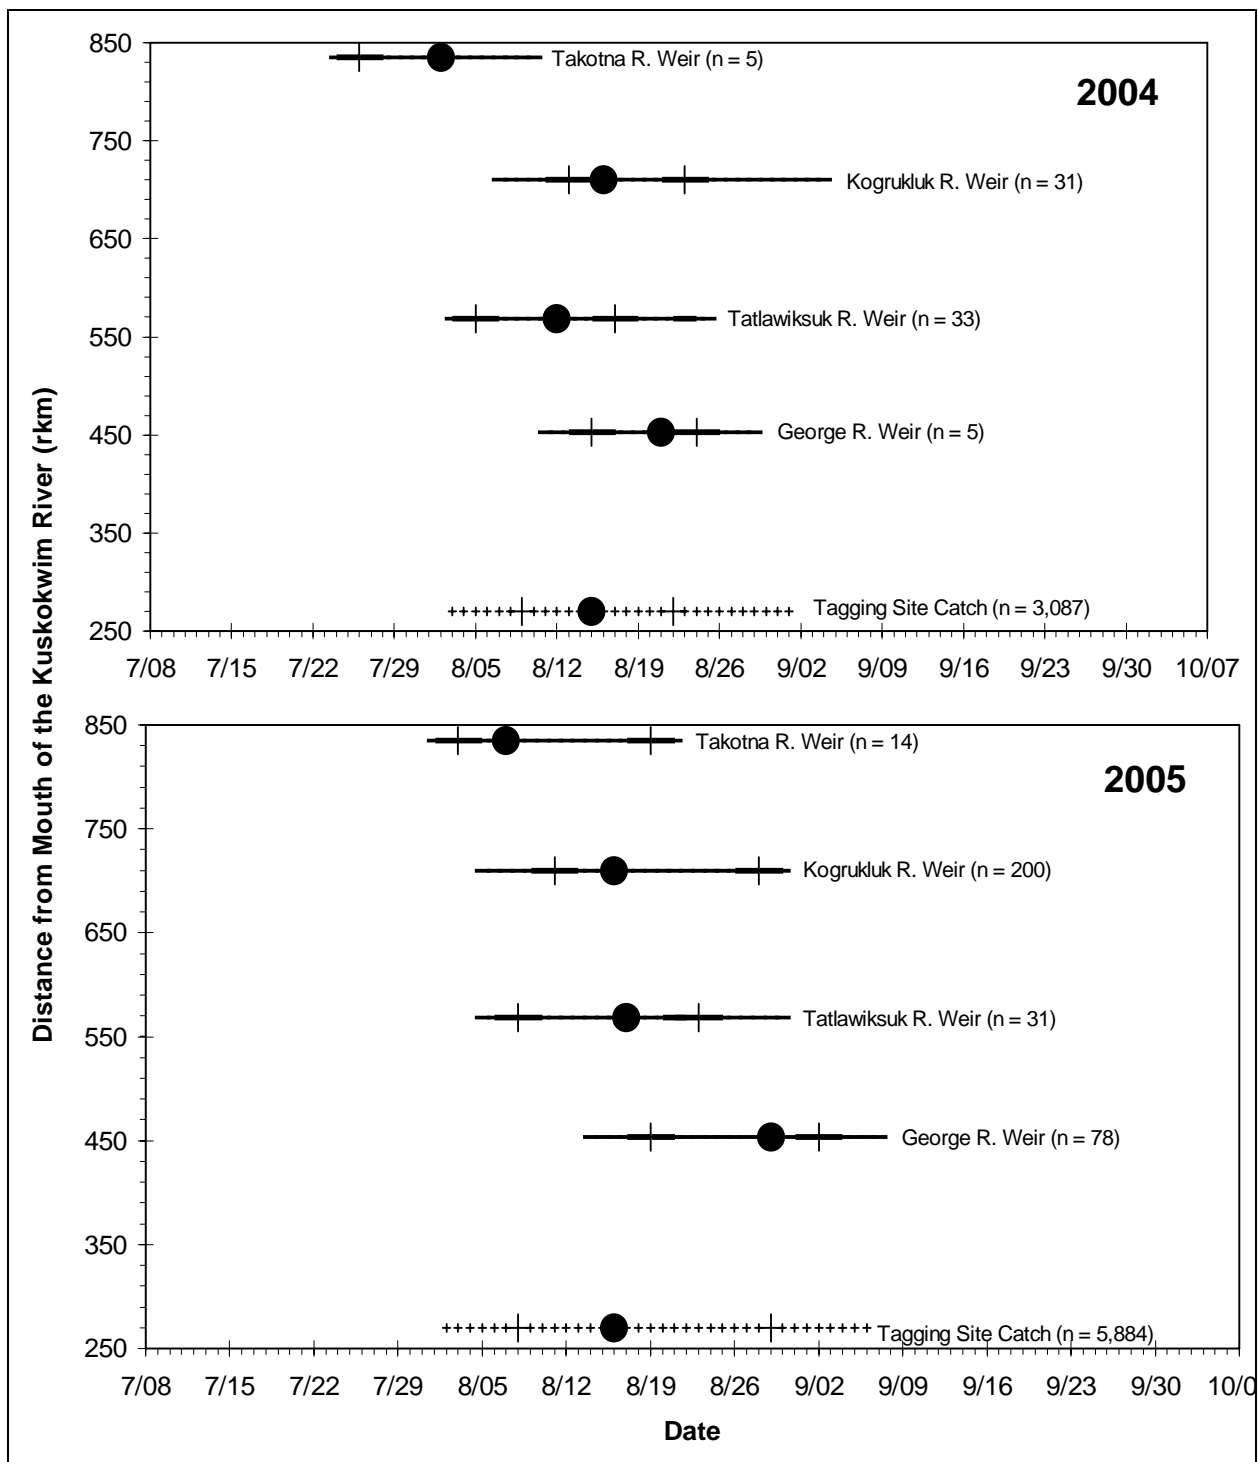 Distance from Mouth of the Kuskokwim River (rkm)
850
Takotna R. Weir (n = 5)
2004
750
Kogrukluk R. Weir (n = 31)
650
Tatlawiksuk R. Weir (n = 33)
550
George R. Weir (n = 5)
450
350
Tagging Site Catch (n = 3,087)
250
7/08 7/15 7/22 7/29 8/05 8/12 8/19 8/26 9/02 9/09 9/16 9/23 9/30 10/07
850
Takotna R. Weir (n = 14)
2005
750
Kogrukluk R. Weir (n = 200)
650
Tatlawiksuk R. Weir (n = 31)
550
George R. Weir (n = 78)
450
350
Tagging Site Catch (n = 5,884)
250
7/08 7/15 7/22 7/29 8/05 8/12 8/19 8/26 9/02 9/09 9/16 9/23 9/30 10/0
Date